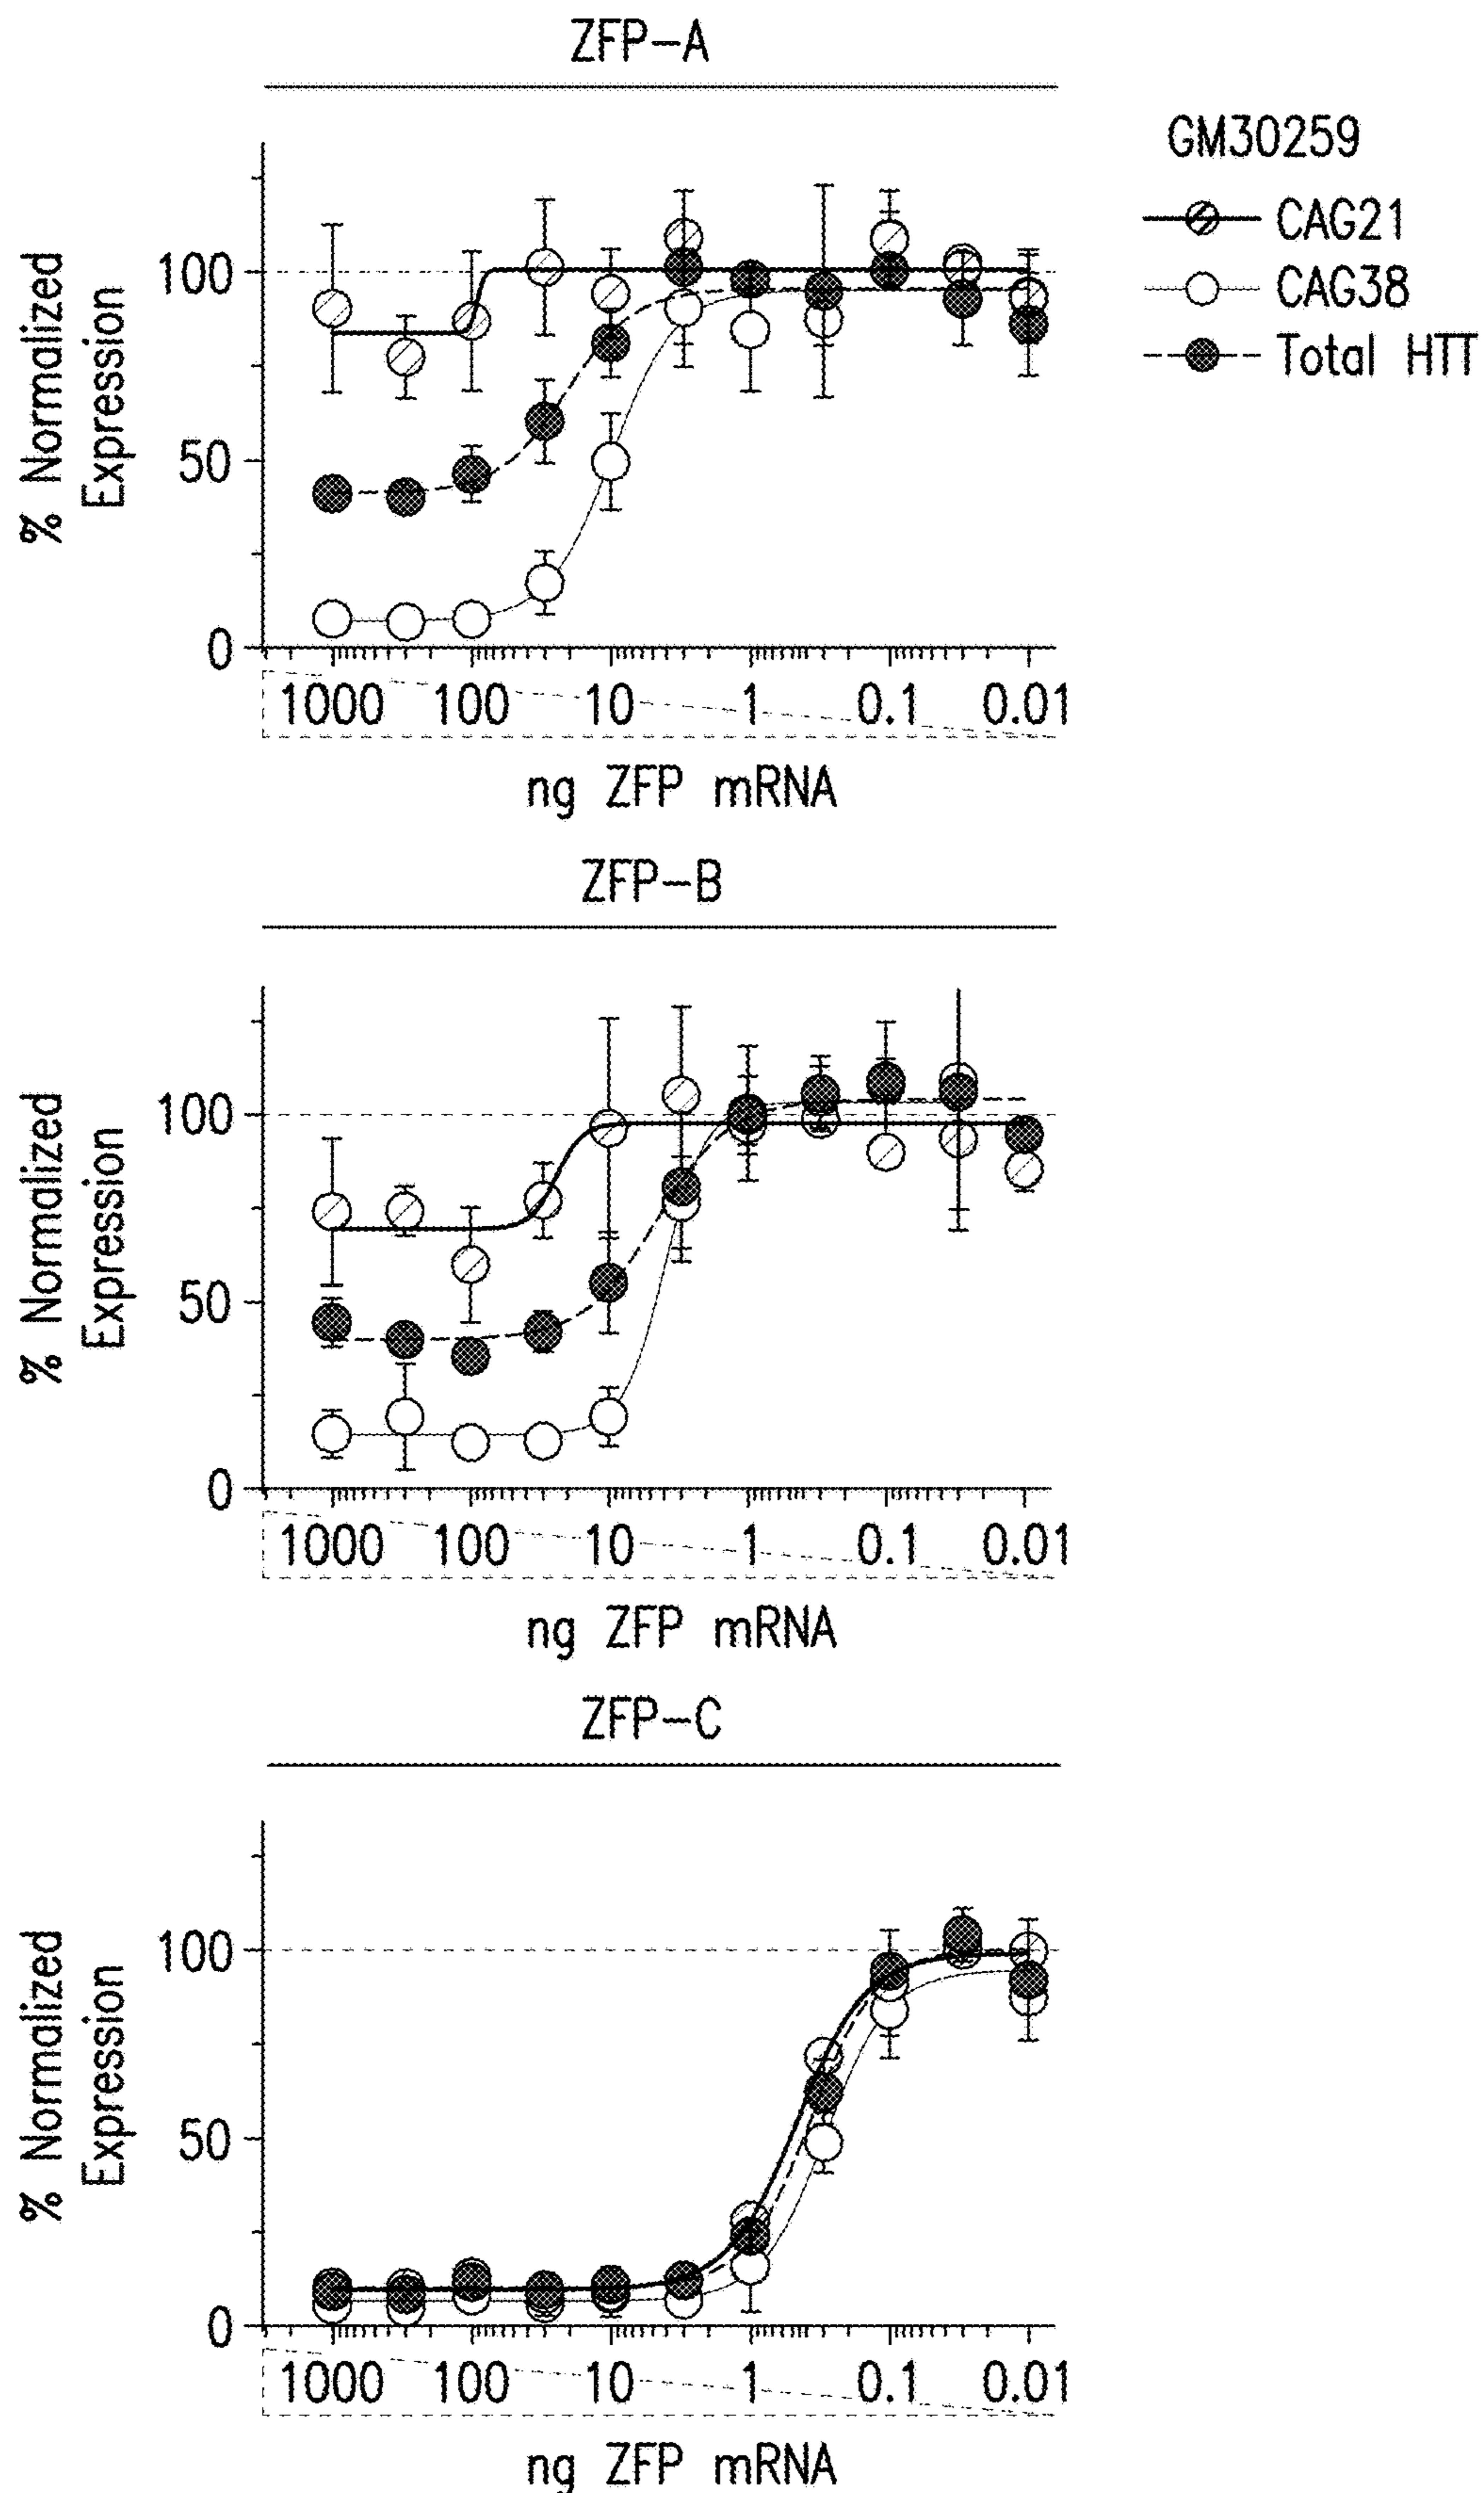 ZFP-A
GM30259
CAG21
CAG38
Total HTT
% Normalized
Expression
100
50
0
1000 100 10 1 0.1 0.01
ng ZFP mRNA
ZFP-B
% Normalized
Expression
100
50
0
1000 100 10 1 0.1 0.01
ng ZFP mRNA
ZFP-C
% Normalized
Expression
100
50
0
1000 100 10 1 0.1 0.01
ng ZFP mRNA